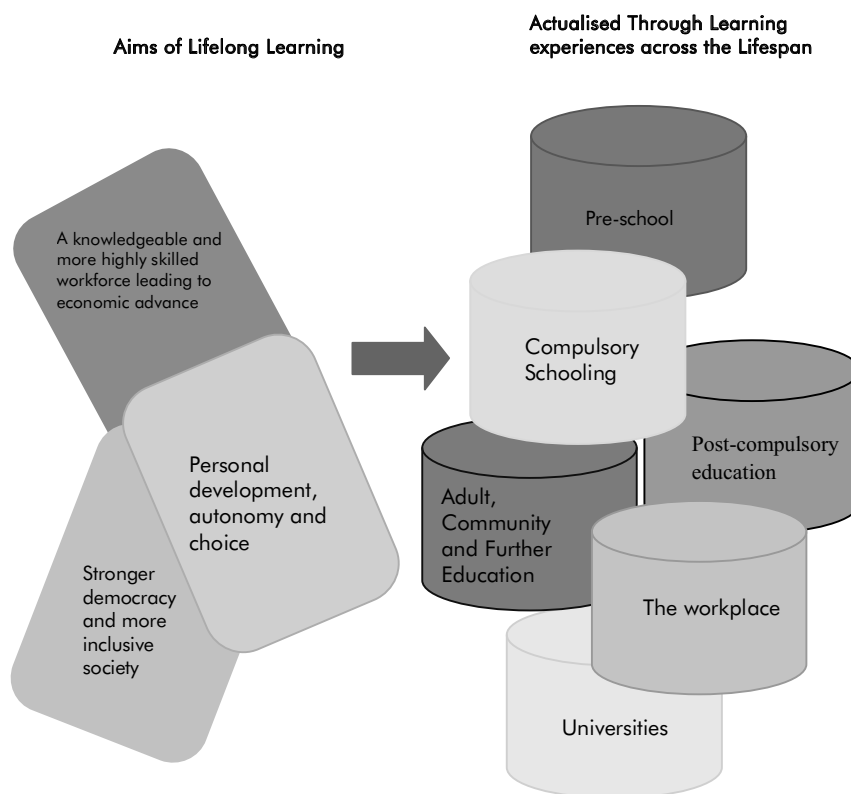 Aims of Lifelong Learning
Actualised Through Learning
experiences across the Lifespan
A knowledgeable and
more highly skilled
workforce leading to
economic advance
Personal
development,
autonomy and
choice
Stronger
democracy
and more
inclusive
society
Pre-school
Compulsory
Schooling
Post-compulsory
education
Adult,
Community
and Further
Education
The workplace
Universities